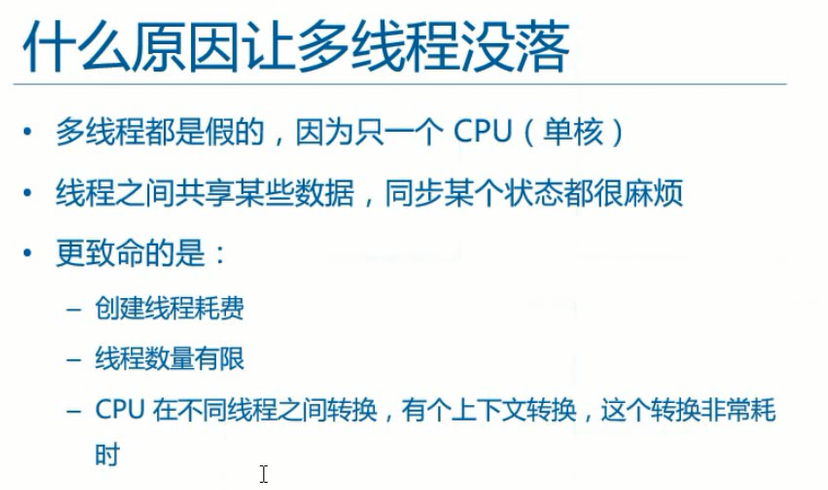 什么原因让多线程没落
• 多线程都是假的，因为只一个 CPU（单核）
• 线程之间共享某些数据，同步某个状态都很麻烦
• 更致命的是：
– 创建线程耗费
– 线程数量有限
– CPU 在不同线程之间转换，有个上下文转换，这个转换非常耗
时